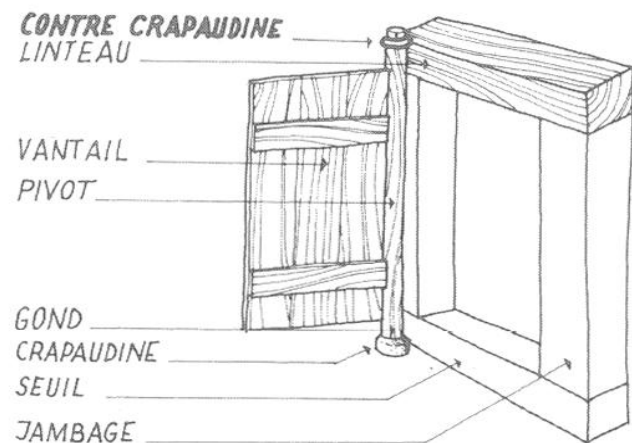 CONTRE CRAPAUDINE
LINTEAU
VANTAIL
PIVOT
GOND
CRAPAUDINE
SEUIL
JAMBAGE